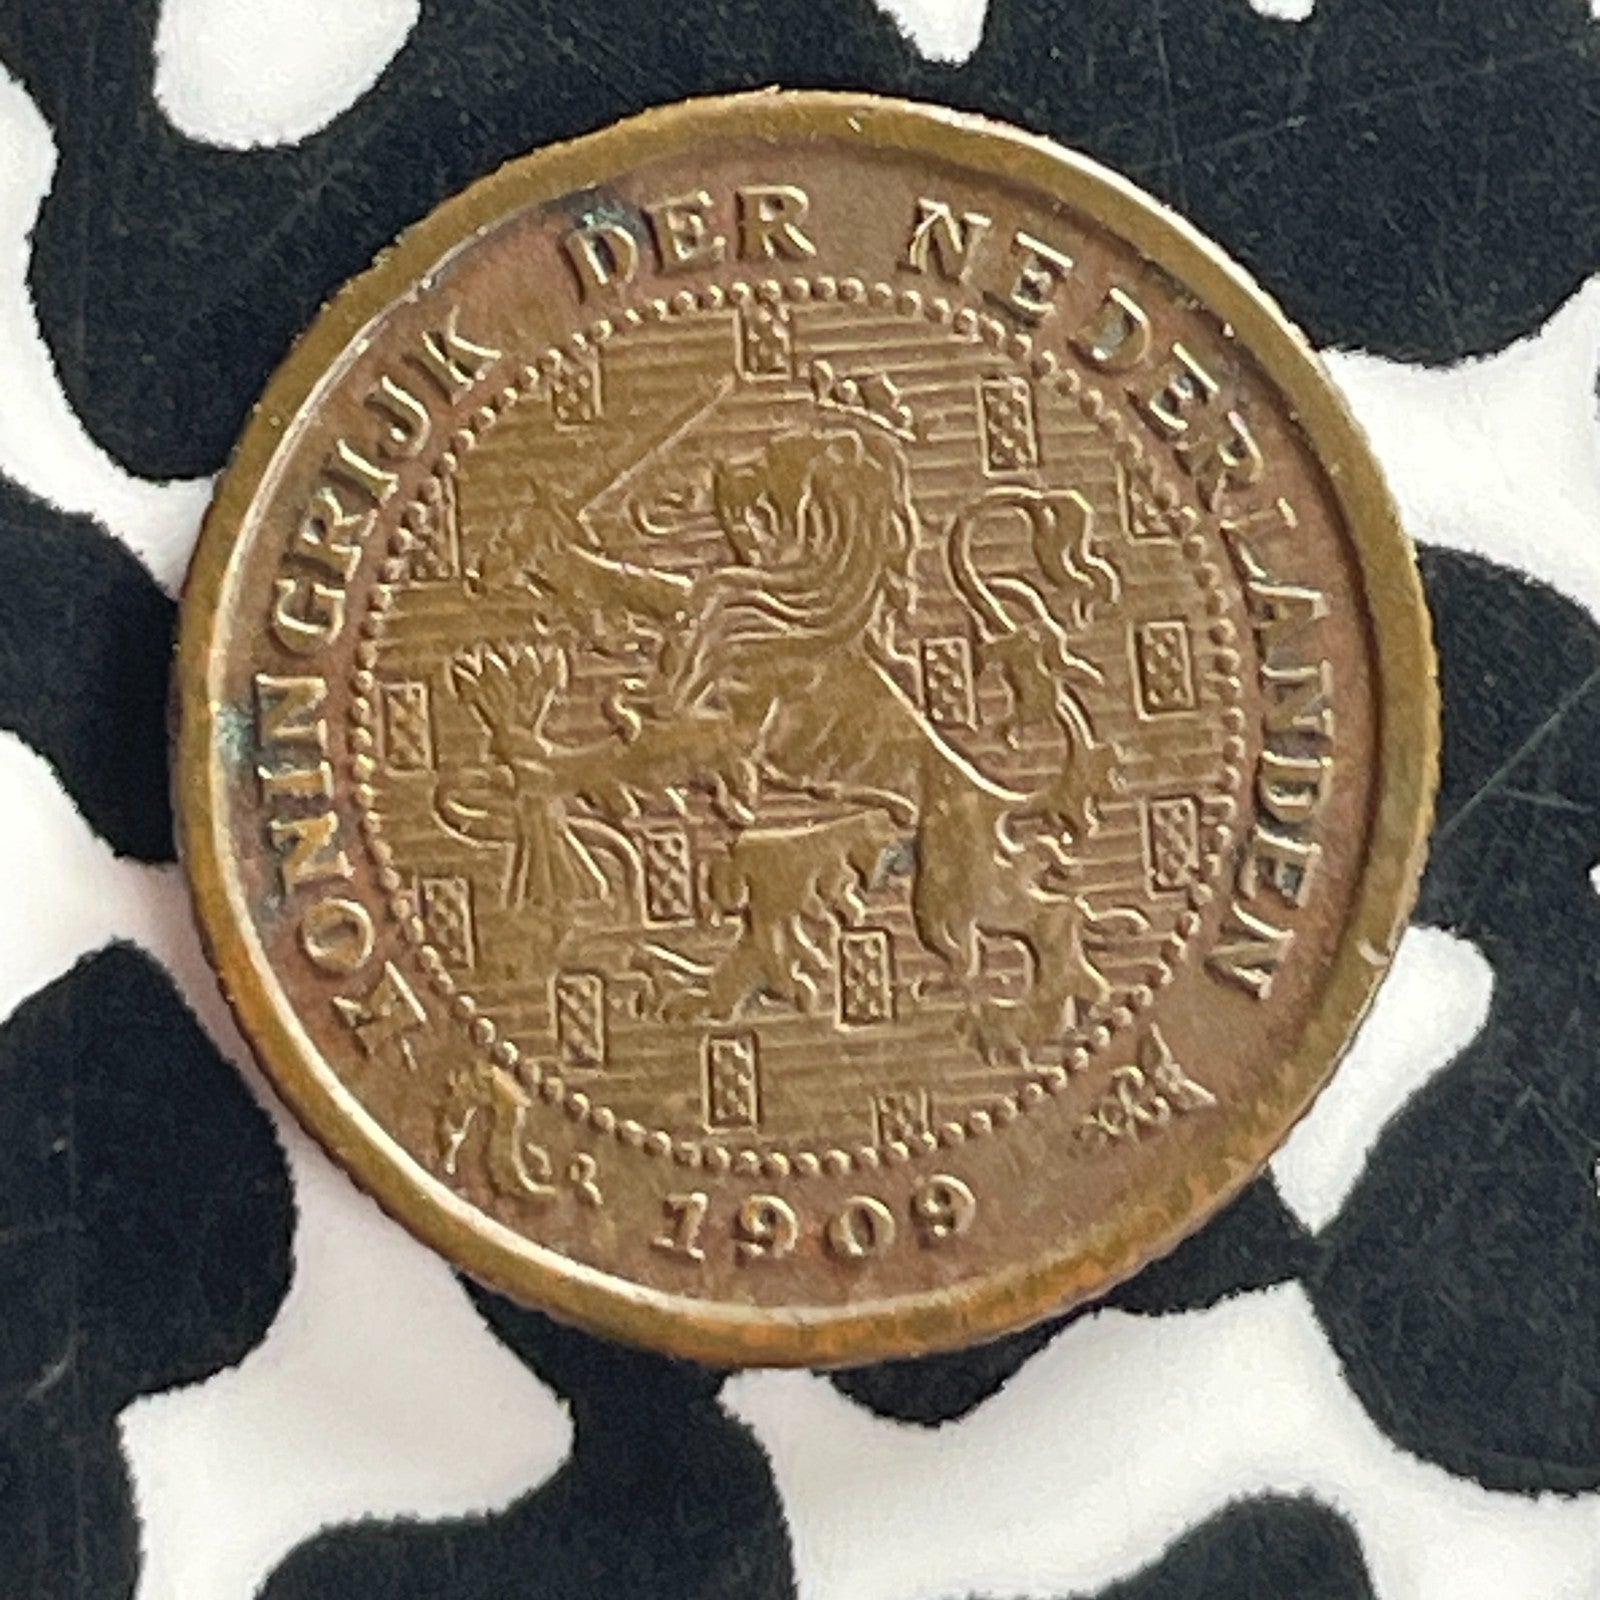 KONINGRIJK DER NEDERLANDEN
1909